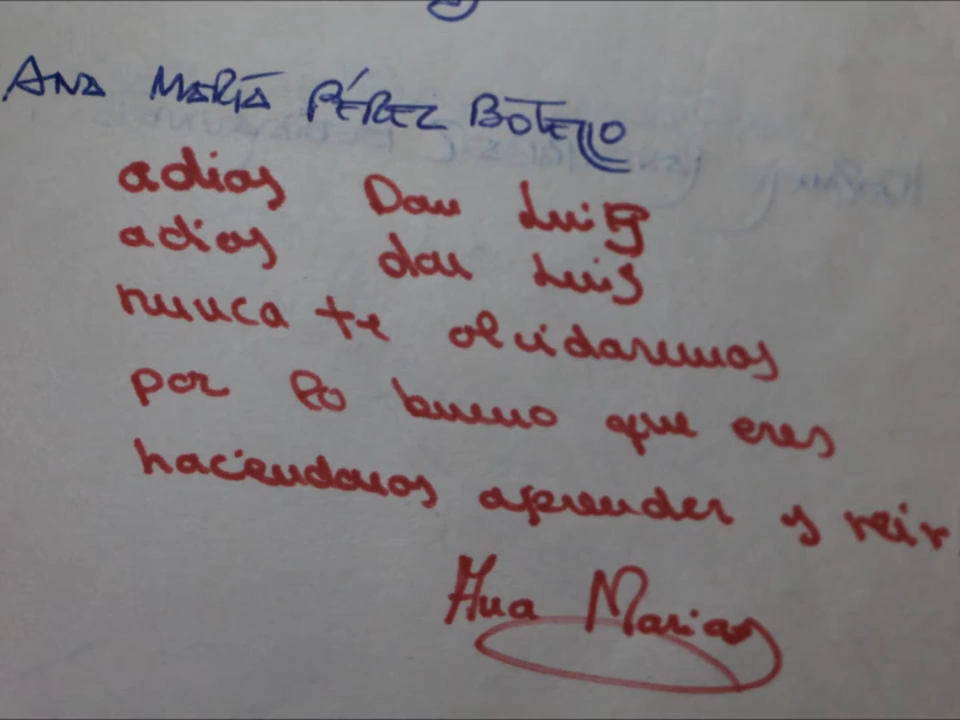 ANA MARÍA PÉREZ BOTELLO
adios Don Luis
adios don Luis
nunca te olvidaremos
por lo bueno que eres
haciendonos aprender y reir
Ana Maria